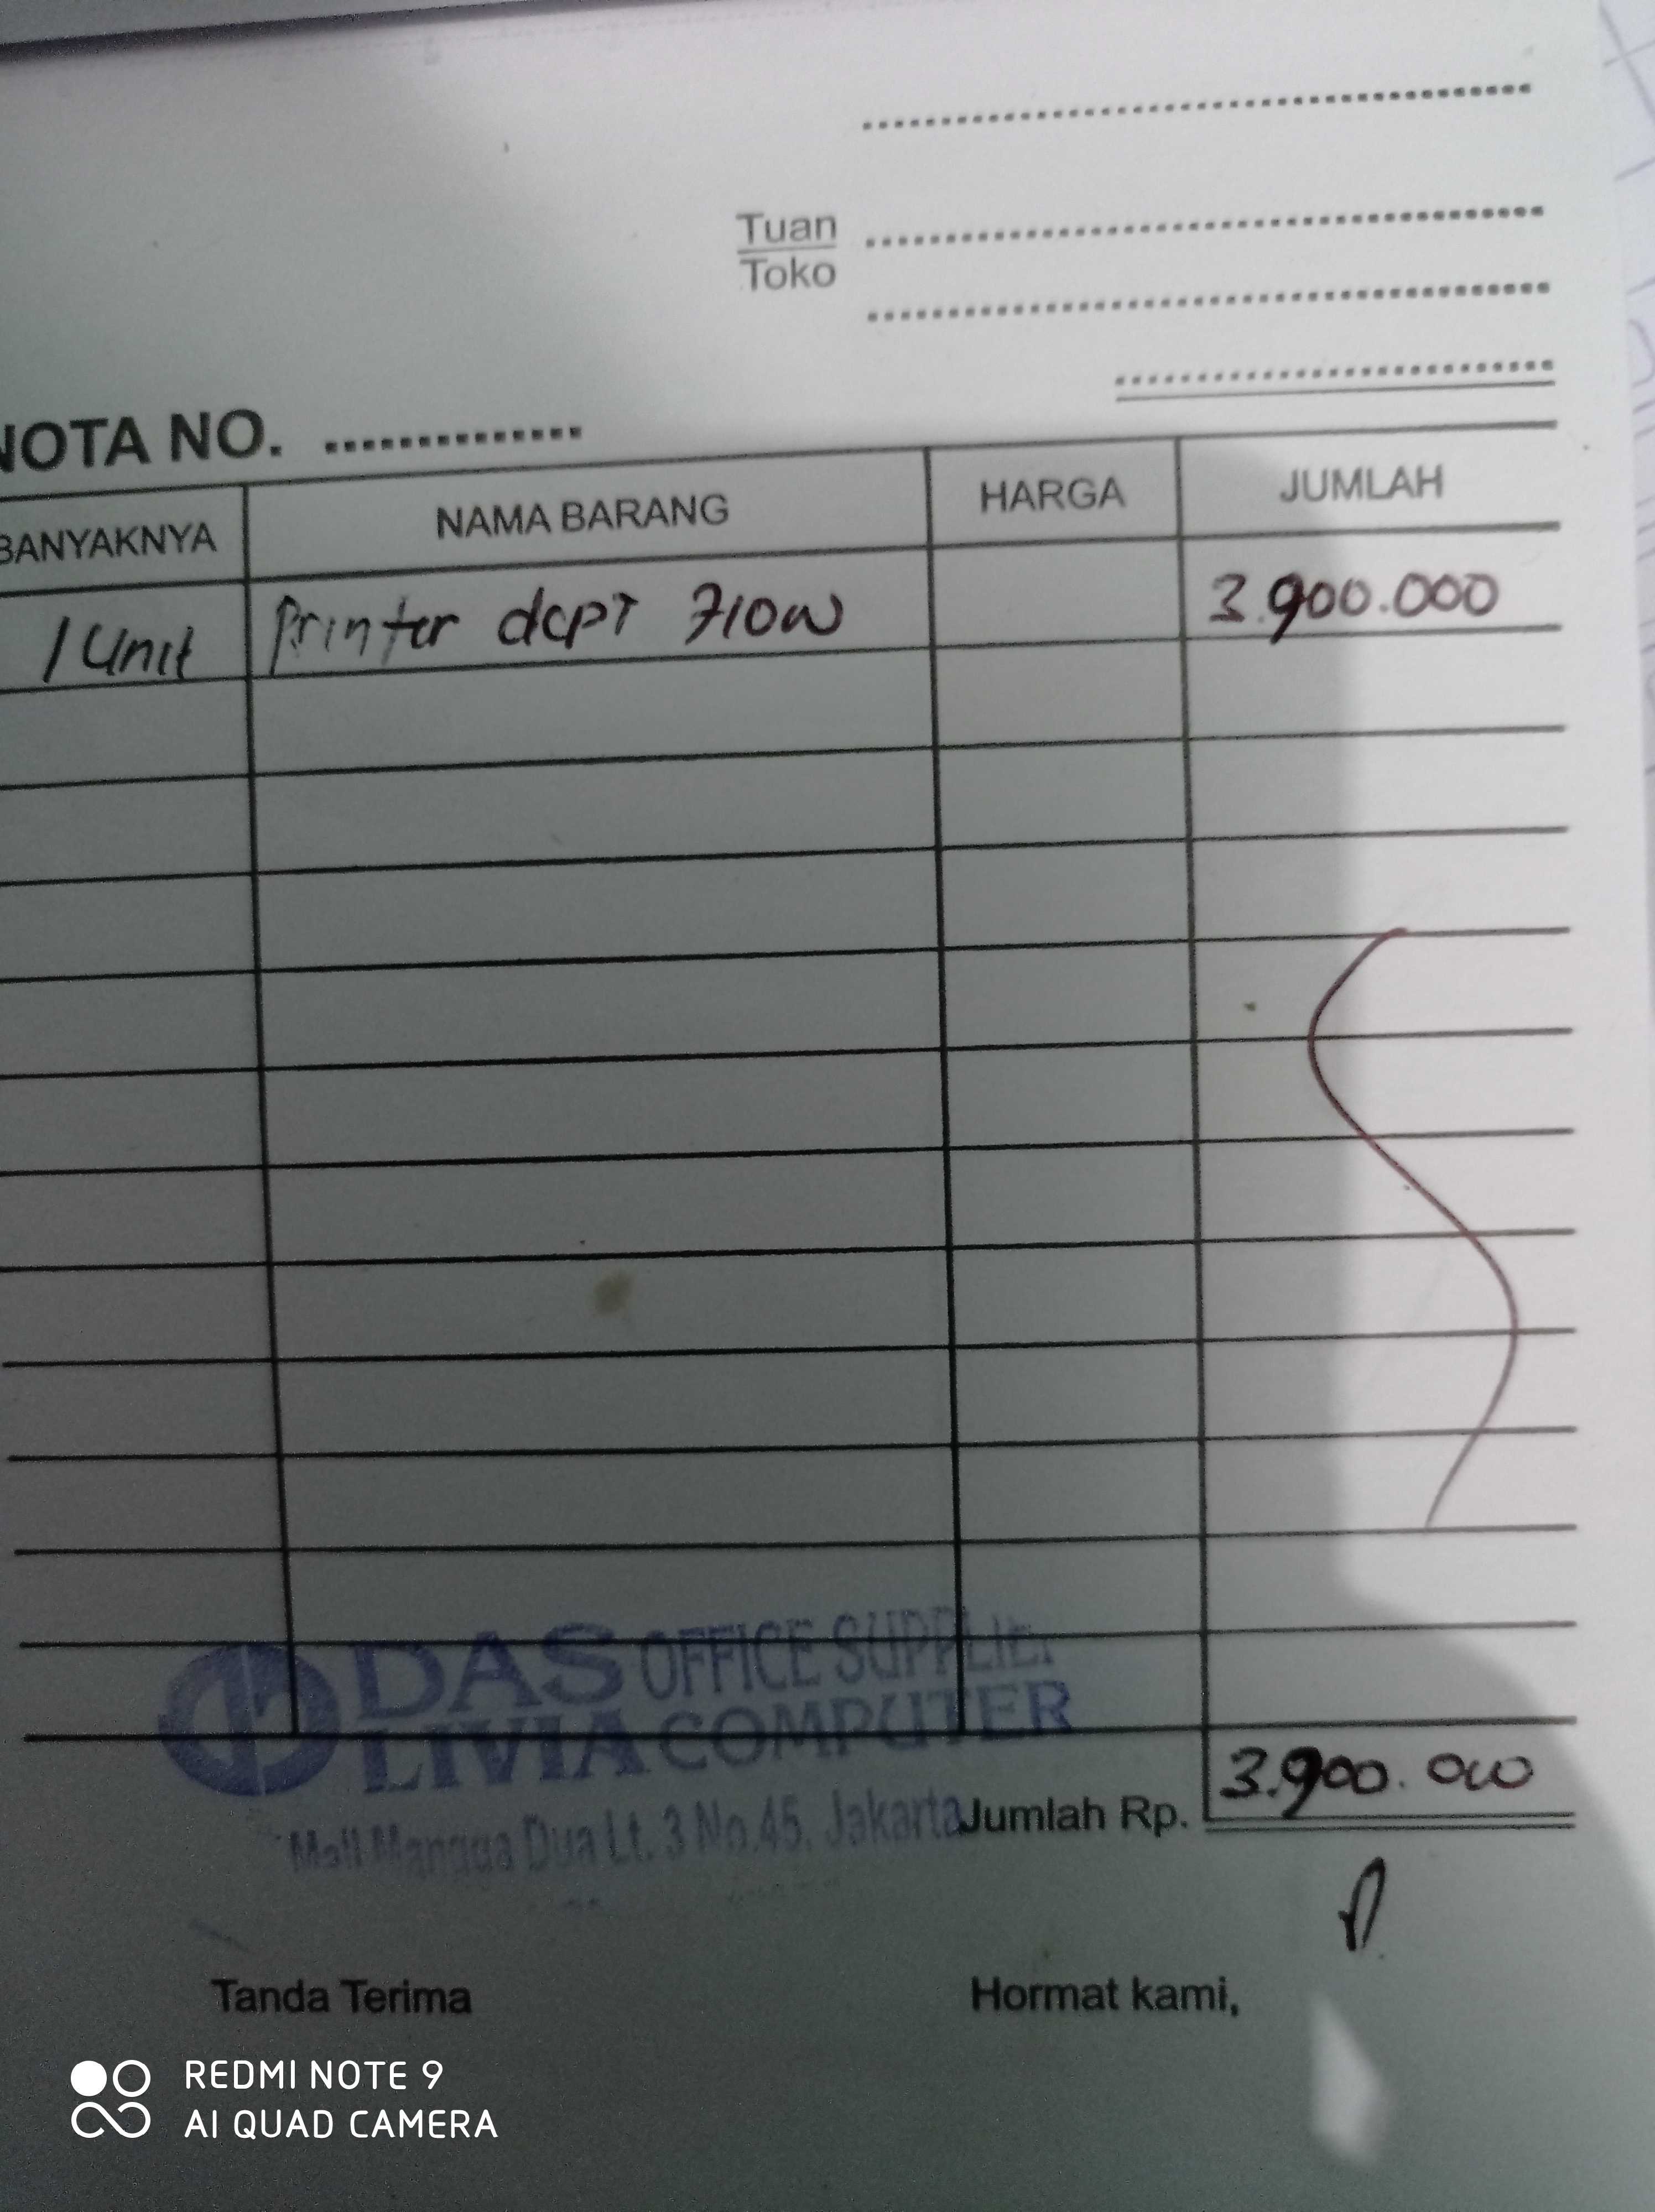 Tuan
Toko
NOTA NO. ..............
BANYAKNYA NAMA BARANG HARGA JUMLAH
1 Unit Printer dcpT 710W 3.900.000
DAS OFFICE SUPPLIER
LIVIA COMPUTER
Mall Mangga Dua Lt. 3 No.45. Jakarta
Jumlah Rp. 3.900.000
Tanda Terima Hormat kami,
REDMI NOTE 9
AI QUAD CAMERA